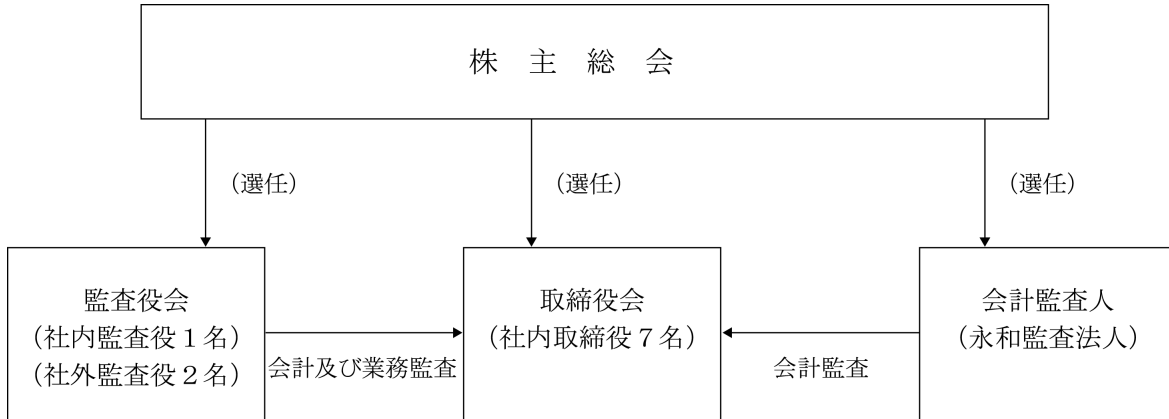 株 主 総 会
(選任)
(選任)
(選任)
監査役会
(社内監査役1名)
(社外監査役2名)
会計及び業務監査
取締役会
(社内取締役7名)
会計監査
会計監査人
(永和監査法人)